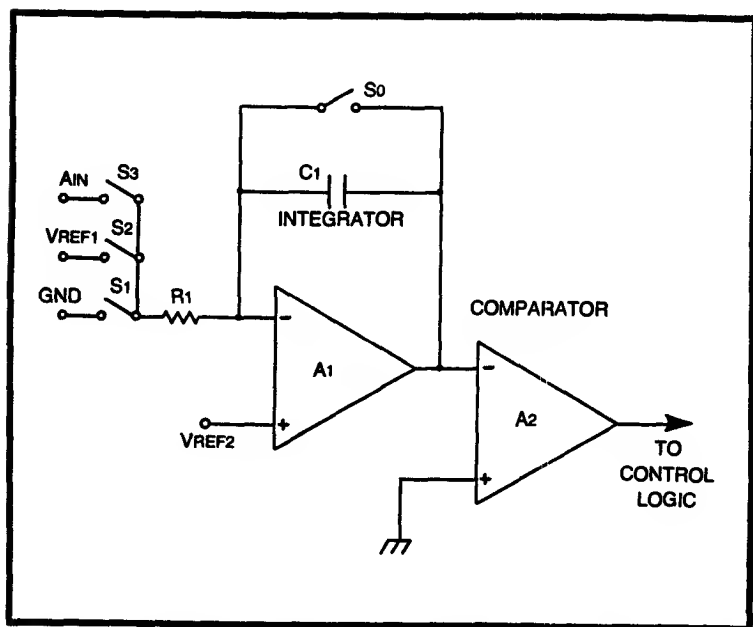 S0
C1
INTEGRATOR
AIN
S3
VREF1
S2
GND
S1
R1
COMPARATOR
−
A1
+
VREF2
−
A2
+
TO
CONTROL
LOGIC